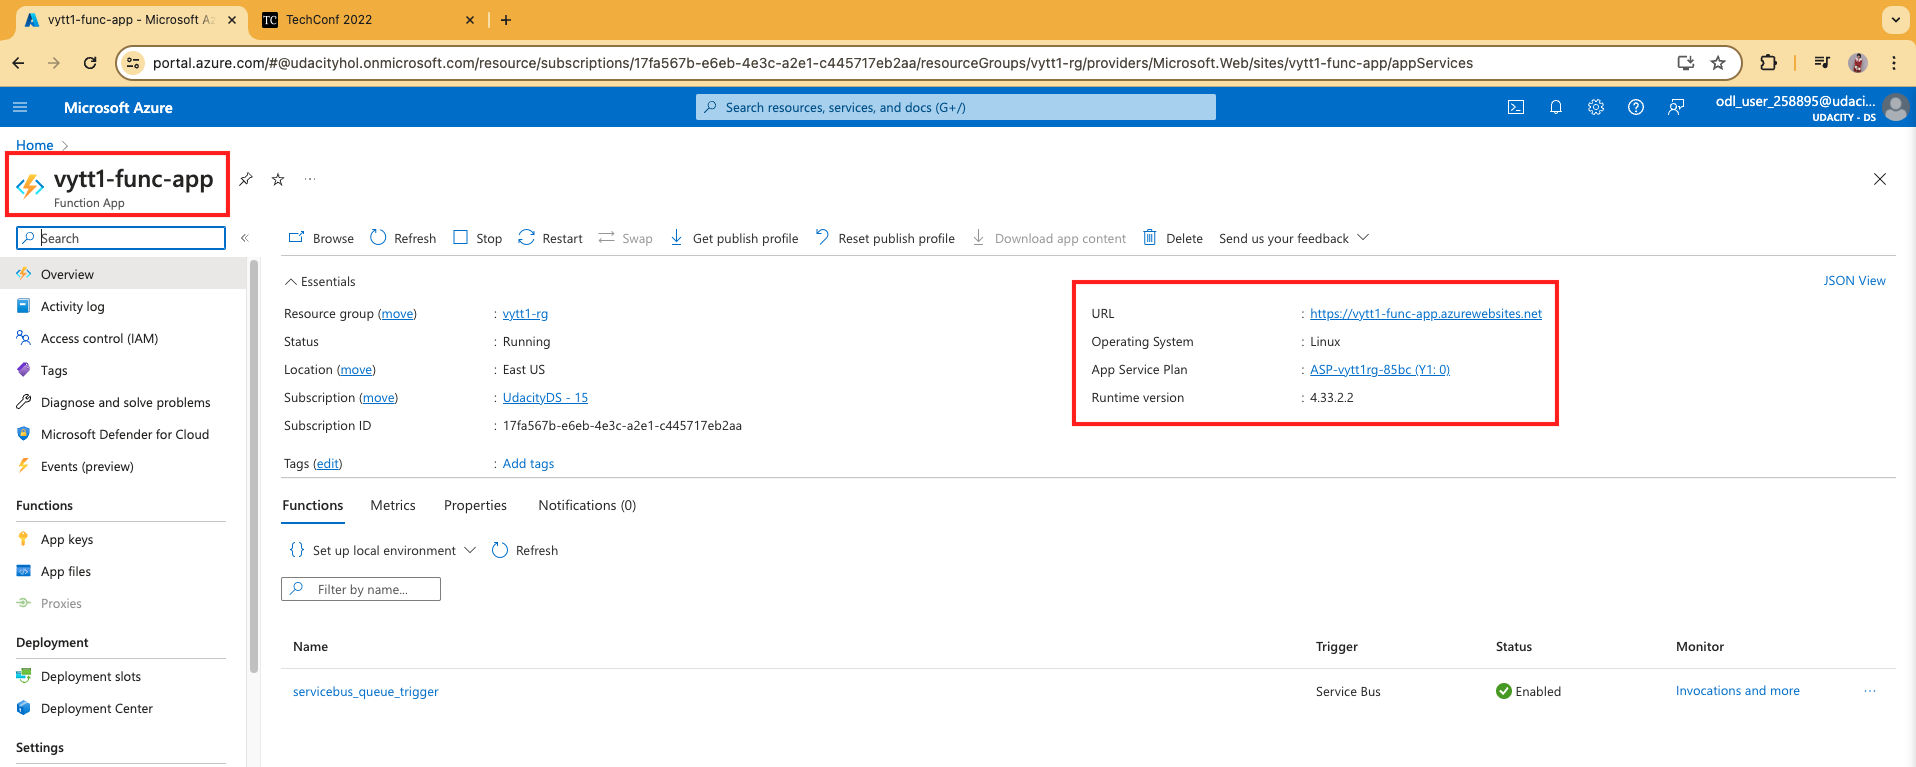 vytt1-func-app - Microsoft Az
TechConf 2022
portal.azure.com/#@udacityhol.onmicrosoft.com/resource/subscriptions/17fa567b-e6eb-4e3c-a2e1-c445717eb2aa/resourceGroups/vytt1-rg/providers/Microsoft.Web/sites/vytt1-func-app/appServices
Microsoft Azure
Search resources, services, and docs (G+/)
odl_user_258895@udaci...
UDACITY - DS
Home
vytt1-func-app
Function App
Search
Browse Refresh Stop Restart Swap Get publish profile Reset publish profile Download app content Delete Send us your feedback
Overview
Activity log
Access control (IAM)
Tags
Diagnose and solve problems
Microsoft Defender for Cloud
Events (preview)
Functions
App keys
App files
Proxies
Deployment
Deployment slots
Deployment Center
Settings
Essentials
JSON View
Resource group (move) : vytt1-rg
Status : Running
Location (move) : East US
Subscription (move) : UdacityDS - 15
Subscription ID : 17fa567b-e6eb-4e3c-a2e1-c445717eb2aa
Tags (edit) : Add tags
URL : https://vytt1-func-app.azurewebsites.net
Operating System : Linux
App Service Plan : ASP-vytt1rg-85bc (Y1: 0)
Runtime version : 4.33.2.2
Functions Metrics Properties Notifications (0)
Set up local environment Refresh
Filter by name...
Name Trigger Status Monitor
servicebus_queue_trigger Service Bus Enabled Invocations and more